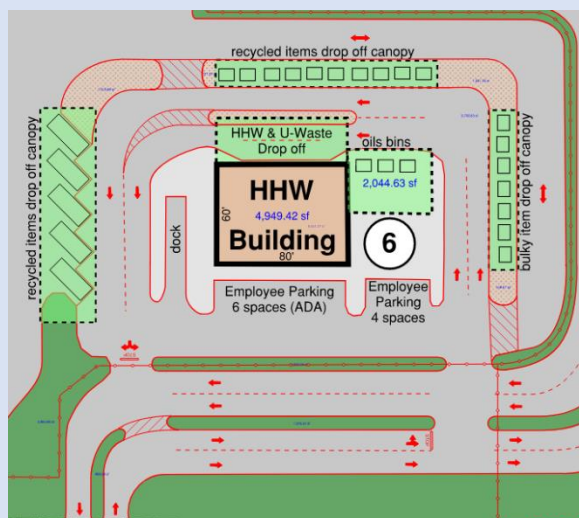 recycled items drop off canopy
HHW & U-Waste
Drop off
oils bins
2,044.63 sf
HHW
4,949.42 sf
Building
60'
80'
6
dock
recycled items drop off canopy
bulky item drop off canopy
Employee Parking
6 spaces (ADA)
Employee
Parking
4 spaces
STOP
STOP